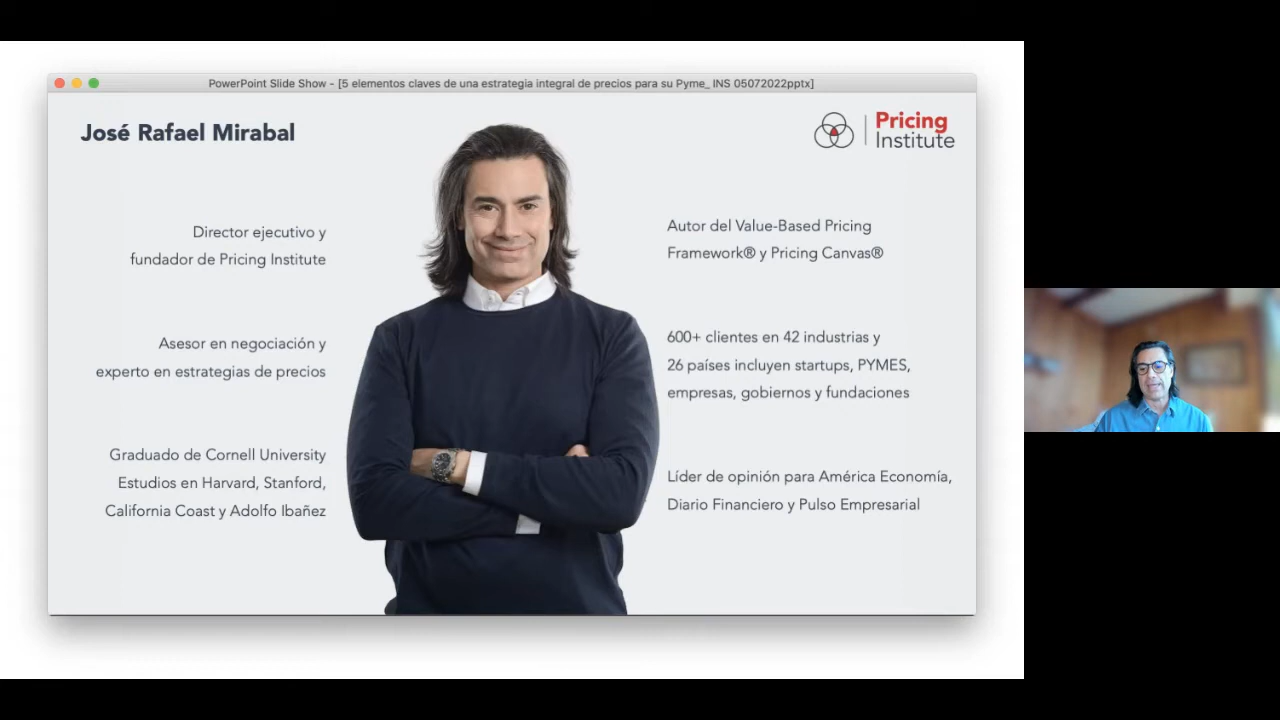 PowerPoint Slide Show - [5 elementos claves de una estrategia integral de precios para su Pyme_ INS 05072022pptx]
José Rafael Mirabal
Pricing
Institute
Director ejecutivo y
fundador de Pricing Institute
Asesor en negociación y
experto en estrategias de precios
Graduado de Cornell University
Estudios en Harvard, Stanford,
California Coast y Adolfo Ibañez
Autor del Value-Based Pricing
Framework® y Pricing Canvas®
600+ clientes en 42 industrias y
26 países incluyen startups, PYMES,
empresas, gobiernos y fundaciones
Líder de opinión para América Economía,
Diario Financiero y Pulso Empresarial